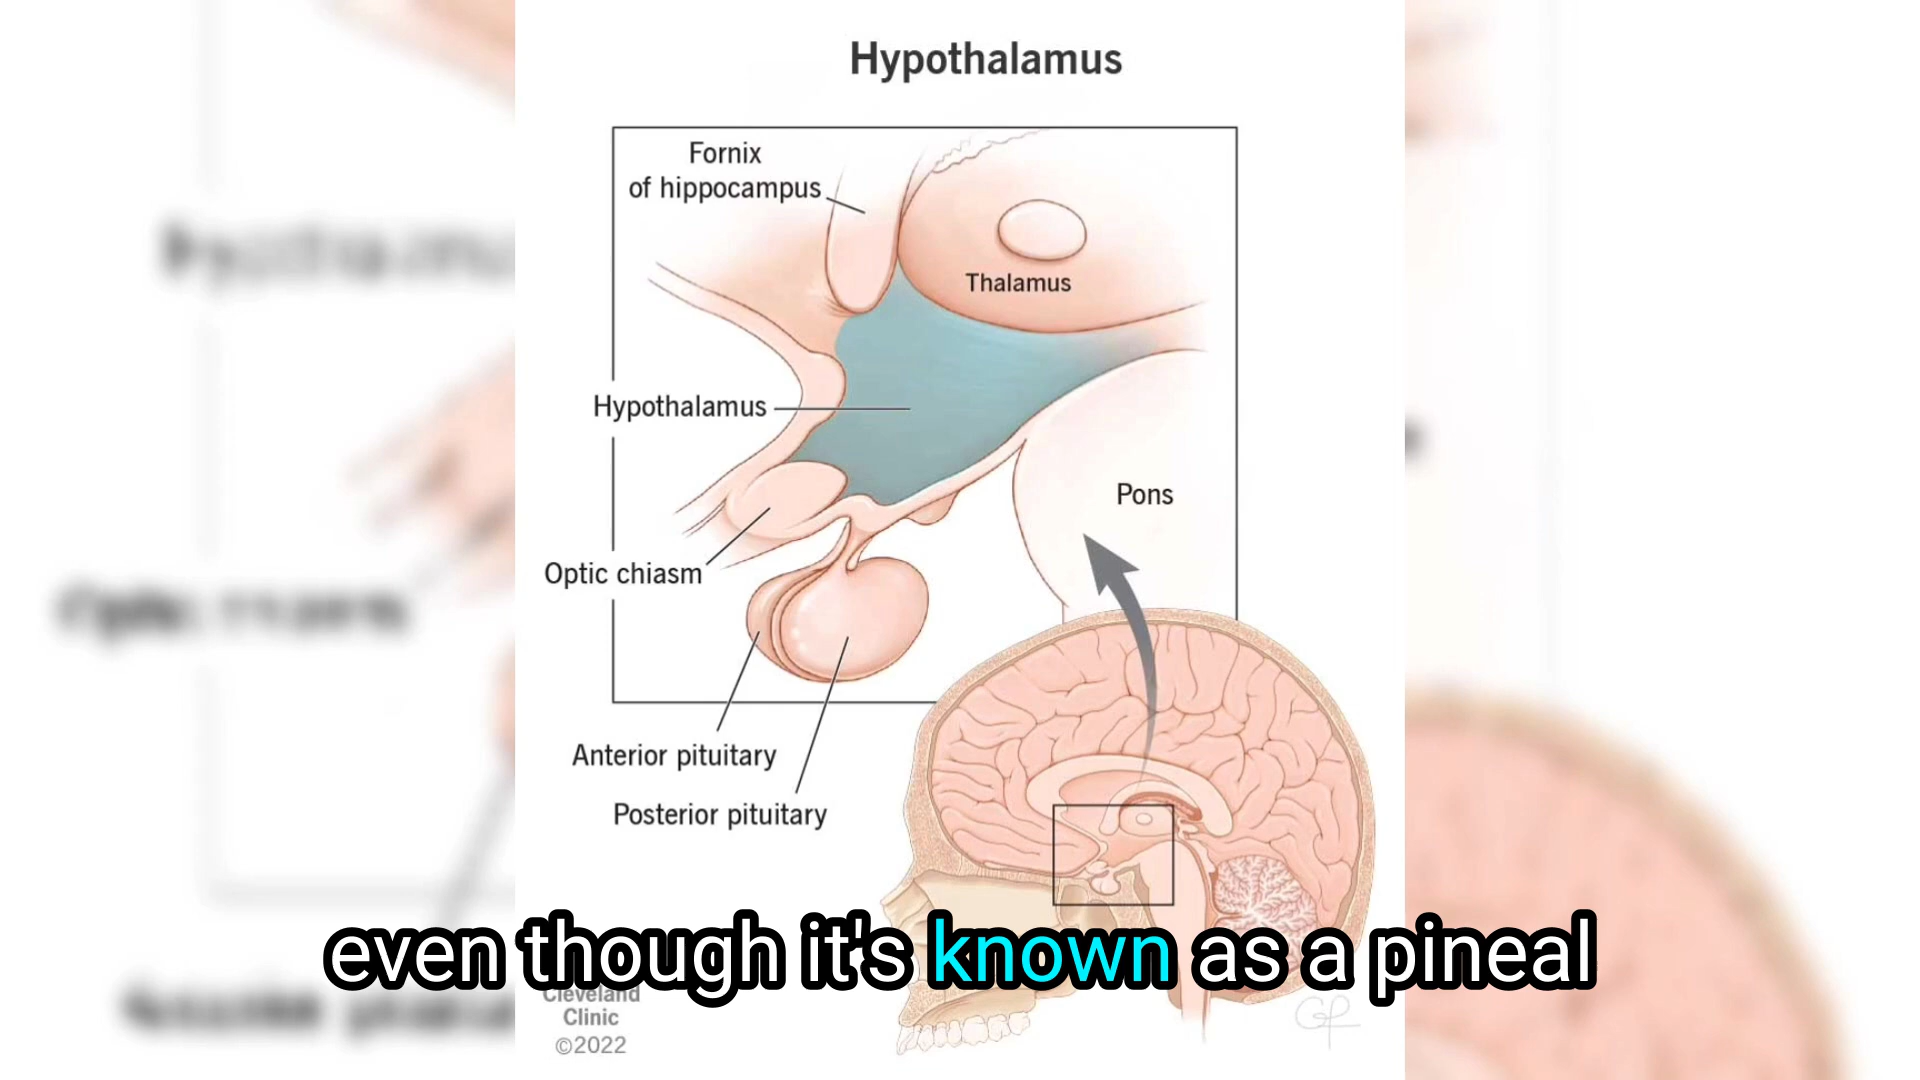 Hypothalamus
Fornix
of hippocampus
Thalamus
Hypothalamus
Pons
Optic chiasm
Anterior pituitary
Posterior pituitary
even though it's known as a pineal
Cleveland
Clinic
©2022